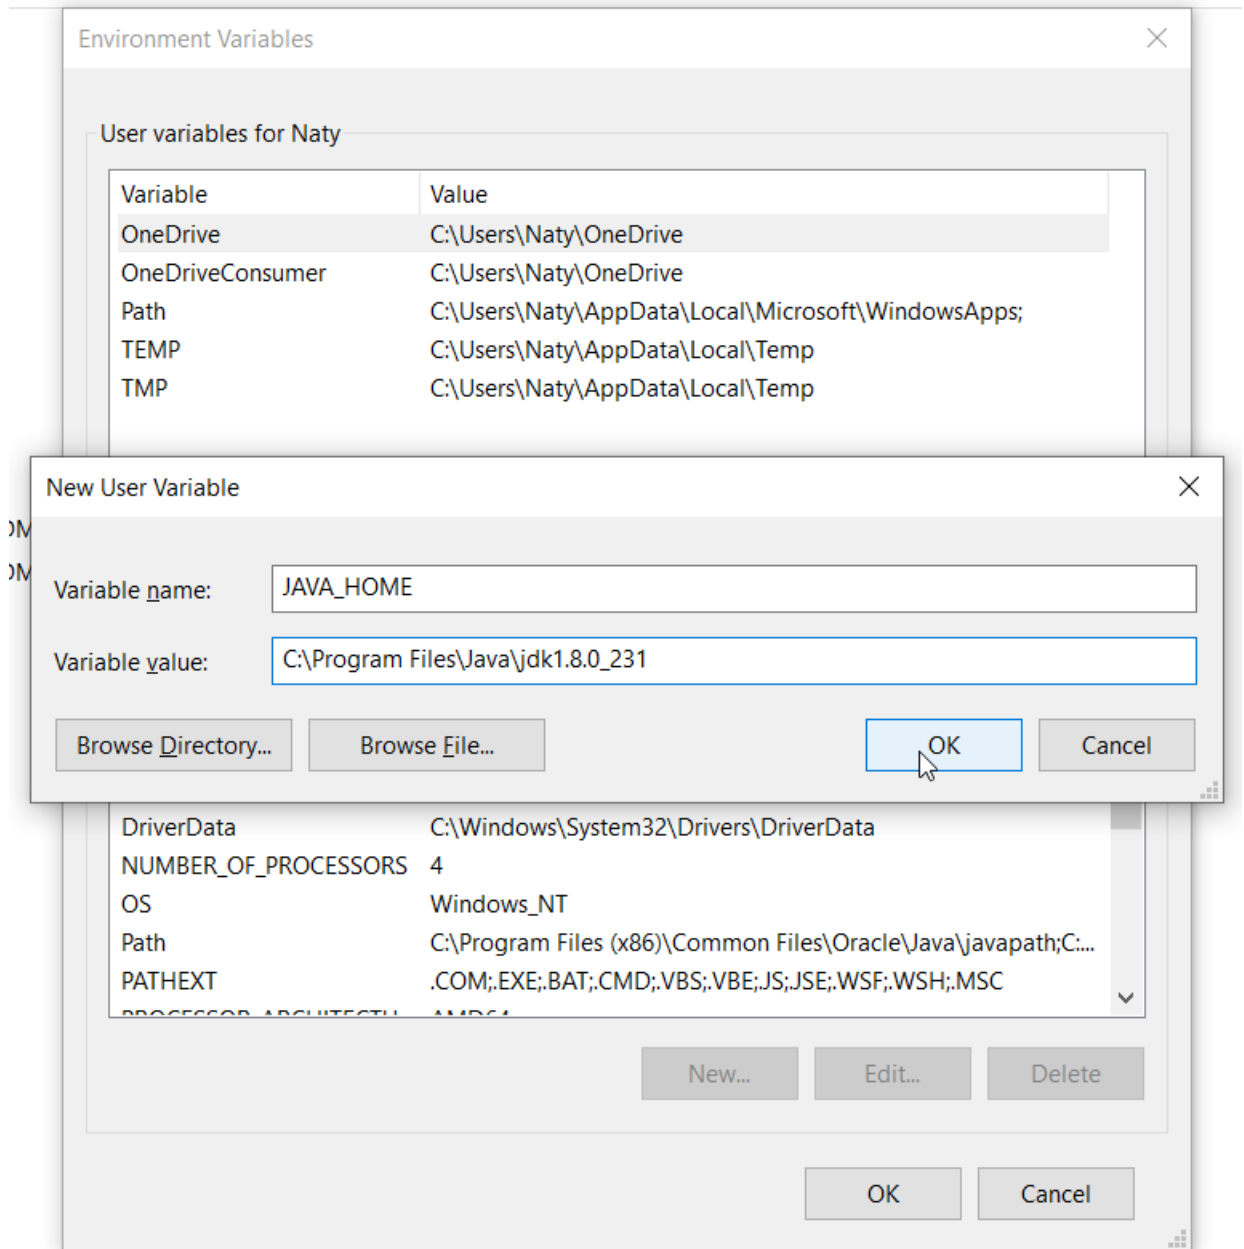 Environment Variables
User variables for Naty
Variable Value
OneDrive C:\Users\Naty\OneDrive
OneDriveConsumer C:\Users\Naty\OneDrive
Path C:\Users\Naty\AppData\Local\Microsoft\WindowsApps;
TEMP C:\Users\Naty\AppData\Local\Temp
TMP C:\Users\Naty\AppData\Local\Temp
New User Variable
Variable name: JAVA_HOME
Variable value: C:\Program Files\Java\jdk1.8.0_231
Browse Directory... Browse File... OK Cancel
DriverData C:\Windows\System32\Drivers\DriverData
NUMBER_OF_PROCESSORS 4
OS Windows_NT
Path C:\Program Files (x86)\Common Files\Oracle\Java\javapath;C:...
PATHEXT .COM;.EXE;.BAT;.CMD;.VBS;.VBE;.JS;.JSE;.WSF;.WSH;.MSC
New... Edit... Delete
OK Cancel